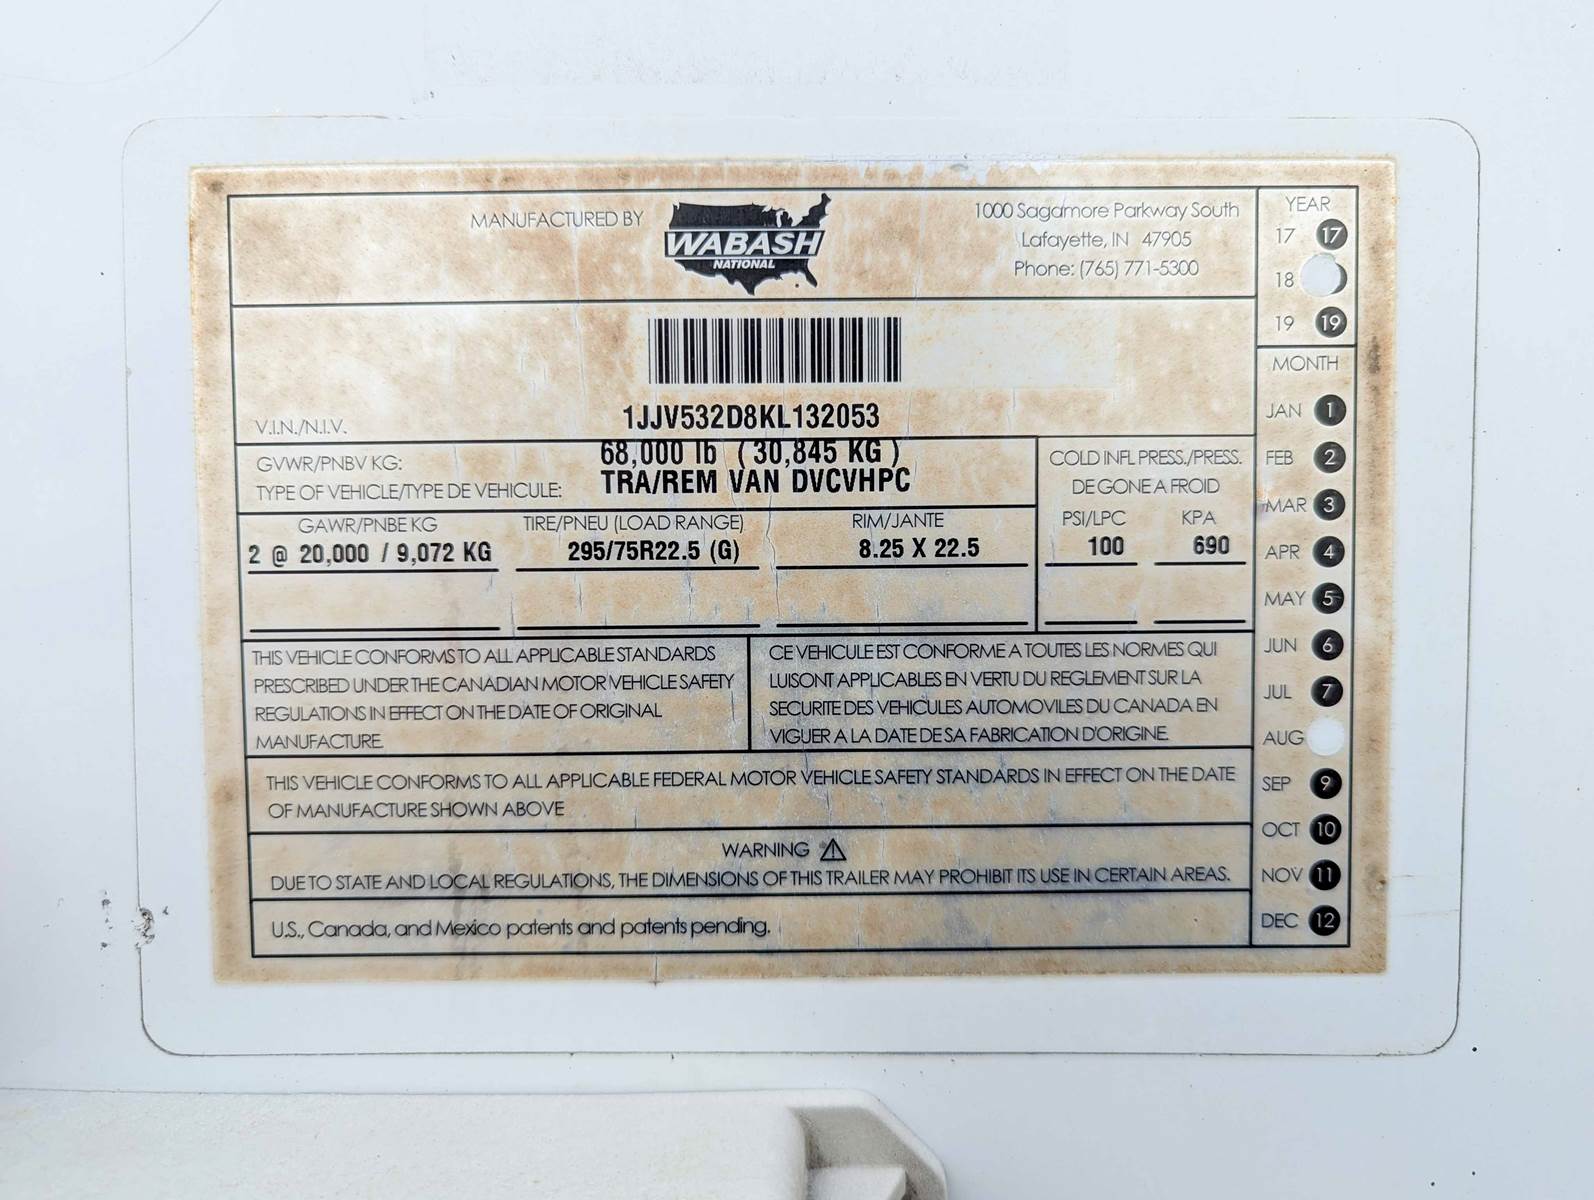 MANUFACTURED BY
WABASH
NATIONAL
1000 Sagamore Parkway South
Lafayette, IN 47905
Phone: (765) 771-5300
YEAR
17 17
18
19 19
V.I.N./N.I.V.
1JJV532D8KL132053
GVWR/PNBV KG:
68,000 lb ( 30,845 KG )
TYPE OF VEHICLE/TYPE DE VEHICULE:
TRA/REM VAN DVCVHPC
COLD INFL PRESS./PRESS.
DE GONE A FROID
GAWR/PNBE KG
TIRE/PNEU (LOAD RANGE)
RIM/JANTE
PSI/LPC
KPA
2 @ 20,000 / 9,072 KG
295/75R22.5 (G)
8.25 X 22.5
100
690
THIS VEHICLE CONFORMS TO ALL APPLICABLE STANDARDS
PRESCRIBED UNDER THE CANADIAN MOTOR VEHICLE SAFETY
REGULATIONS IN EFFECT ON THE DATE OF ORIGINAL
MANUFACTURE.
CE VEHICULE EST CONFORME A TOUTES LES NORMES QUI
LUISONT APPLICABLES EN VERTU DU REGLEMENT SUR LA
SECURITE DES VEHICULES AUTOMOVILES DU CANADA EN
VIGUER A LA DATE DE SA FABRICATION D'ORIGINE.
THIS VEHICLE CONFORMS TO ALL APPLICABLE FEDERAL MOTOR VEHICLE SAFETY STANDARDS IN EFFECT ON THE DATE
OF MANUFACTURE SHOWN ABOVE
WARNING
DUE TO STATE AND LOCAL REGULATIONS, THE DIMENSIONS OF THIS TRAILER MAY PROHIBIT ITS USE IN CERTAIN AREAS.
U.S., Canada, and Mexico patents and patents pending.
MONTH
JAN 1
FEB 2
MAR 3
APR 4
MAY 5
JUN 6
JUL 7
AUG
SEP 9
OCT 10
NOV 11
DEC 12